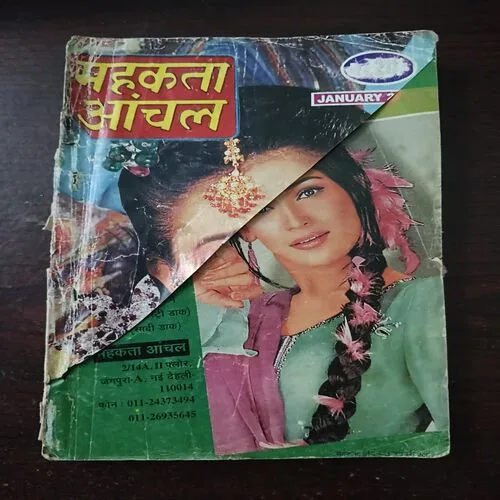 महकता
आंचल
JANUARY
डाक)
डाक)
महकता आंचल
2/14A, II फ्लोर,
जंगपुरा-A, नई देहली-
110014
फोन : 011-24373494
011-26935645